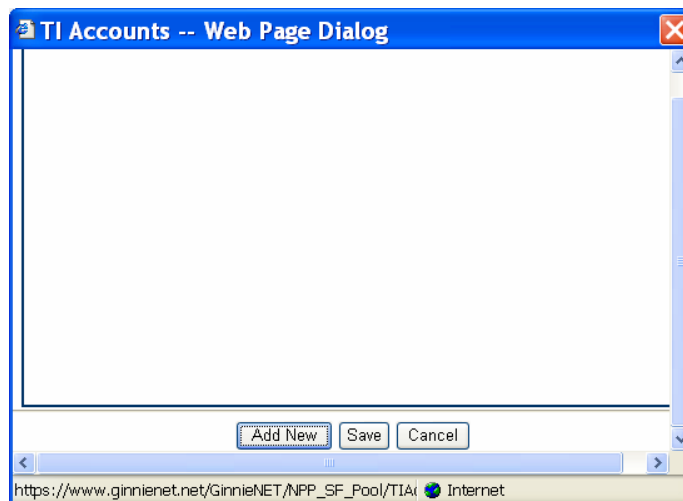 TI Accounts -- Web Page Dialog
Add New Save Cancel
https://www.ginnienet.net/GinnieNET/NPP_SF_Pool/TIA Internet